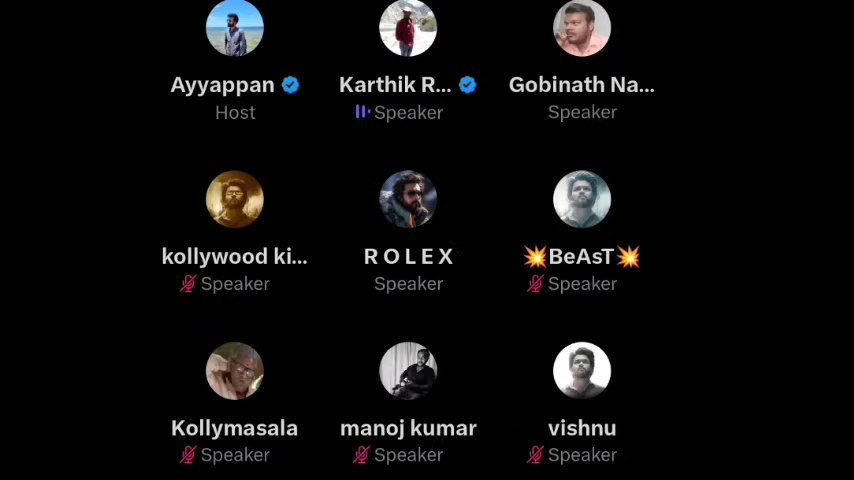 Ayyappan
Karthik R...
Gobinath Na...
Host
Speaker
Speaker
kollywood ki...
R O L E X
💥BeAsT💥
Speaker
Speaker
Speaker
Kollymasala
manoj kumar
vishnu
Speaker
Speaker
Speaker